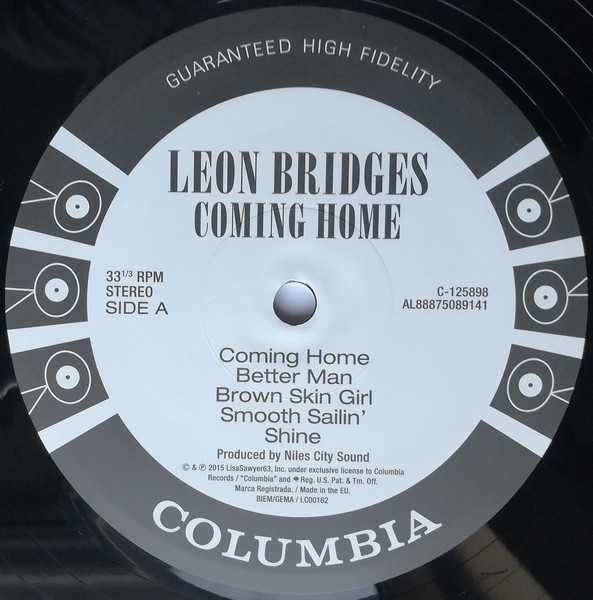 GUARANTEED HIGH FIDELITY
LEON BRIDGES
COMING HOME
33 1/3 RPM
STEREO
SIDE A
C-125898
AL88875089141
Coming Home
Better Man
Brown Skin Girl
Smooth Sailin'
Shine
Produced by Niles City Sound
© & ℗ 2015 LisaSawyer63, Inc. under exclusive license to Columbia
Records / "Columbia" and Reg. U.S. Pat. & Tm. Off.
Marca Registrada. / Made in the EU.
BIEM/GEMA / LC00162
COLUMBIA